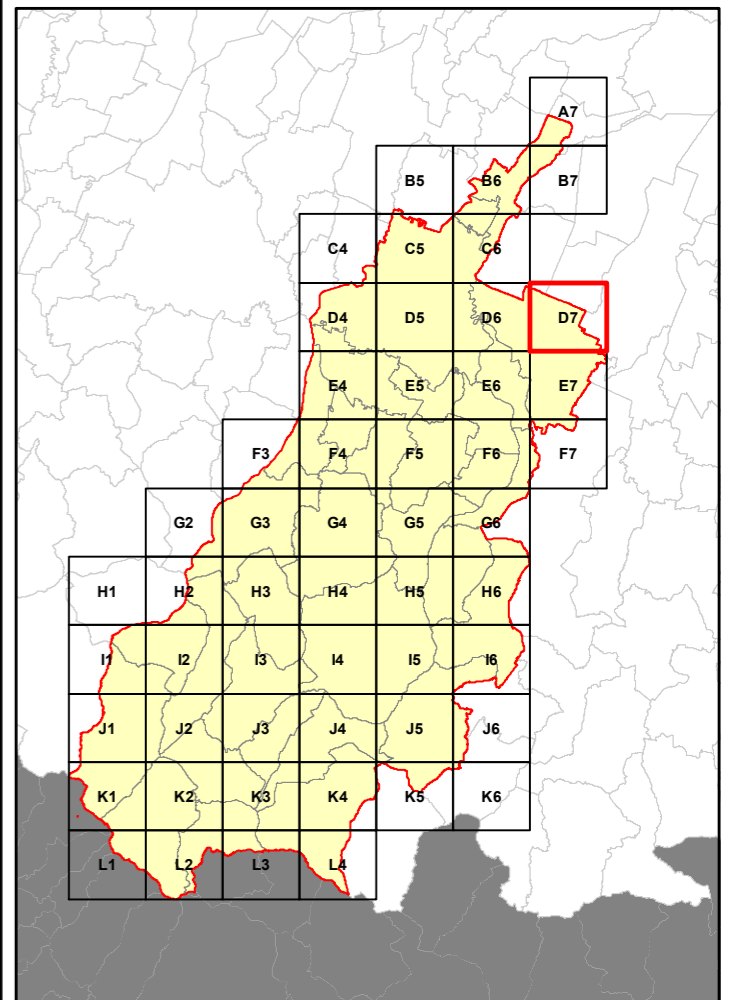 A7
B5 B6 B7
C4 C5 C6
D4 D5 D6 D7
E4 E5 E6 E7
F3 F4 F5 F6 F7
G2 G3 G4 G5 G6
H1 H2 H3 H4 H5 H6
I1 I2 I3 I4 I5 I6
J1 J2 J3 J4 J5 J6
K1 K2 K3 K4 K5 K6
L1 L2 L3 L4